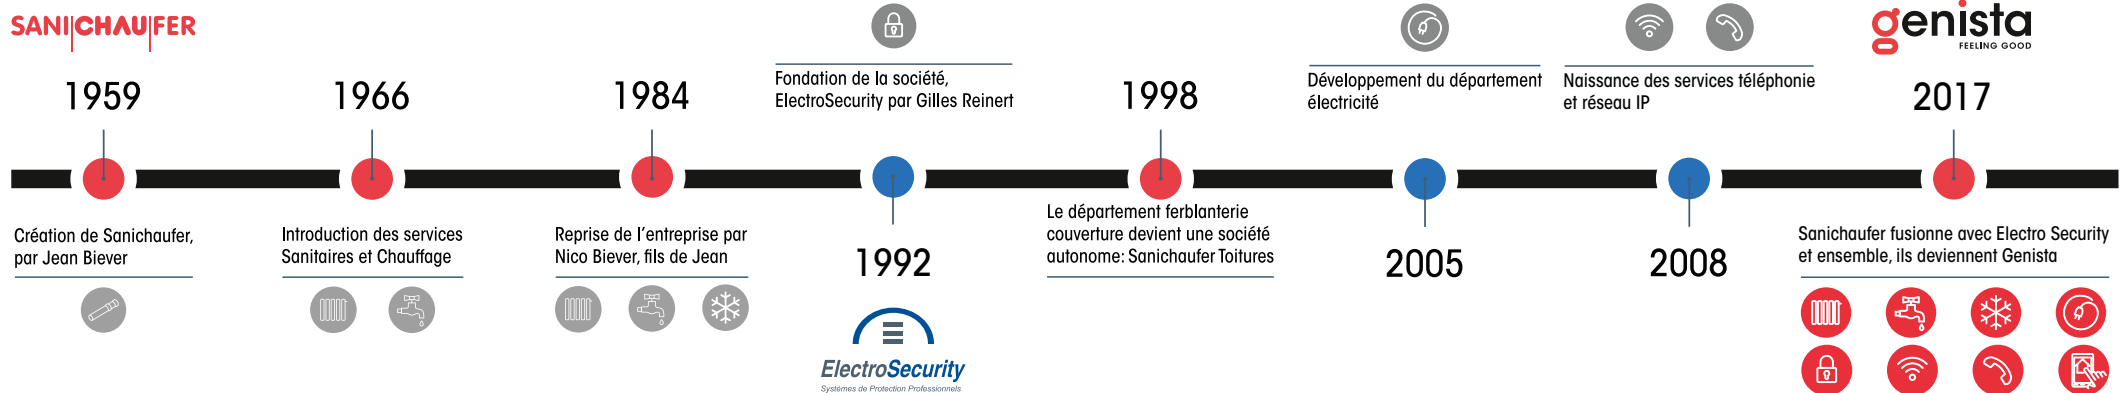 SANICHAUFER
1959
Création de Sanichaufer,
par Jean Biever
1966
Introduction des services
Sanitaires et Chauffage
1984
Reprise de l'entreprise par
Nico Biever, fils de Jean
Fondation de la société,
ElectroSecurity par Gilles Reinert
1992
ElectroSecurity
Systèmes de Protection Professionnels
1998
Le département ferblanterie
couverture devient une société
autonome: Sanichaufer Toitures
Développement du département
électricité
2005
Naissance des services téléphonie
et réseau IP
2008
genista
FEELING GOOD
2017
Sanichaufer fusionne avec Electro Security
et ensemble, ils deviennent Genista